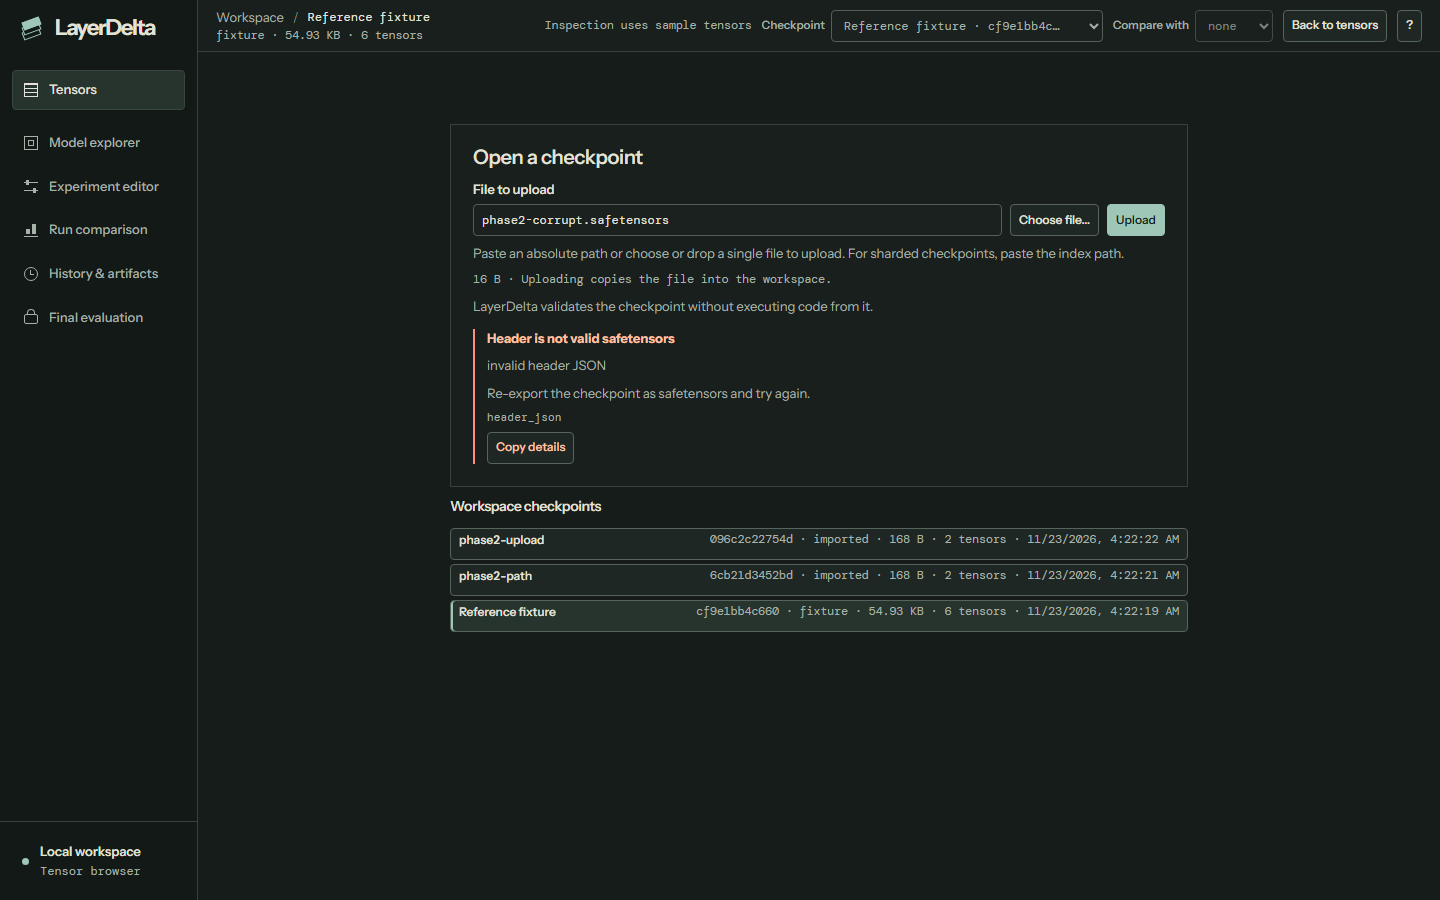 LayerDelta
Workspace / Reference fixture
fixture · 54.93 KB · 6 tensors
Inspection uses sample tensors
Checkpoint
Reference fixture · cf9e1bb4c…
Compare with
none
Back to tensors
?
Tensors
Model explorer
Experiment editor
Run comparison
History & artifacts
Final evaluation
Local workspace
Tensor browser
Open a checkpoint
File to upload
phase2-corrupt.safetensors
Choose file...
Upload
Paste an absolute path or choose or drop a single file to upload. For sharded checkpoints, paste the index path.
16 B · Uploading copies the file into the workspace.
LayerDelta validates the checkpoint without executing code from it.
Header is not valid safetensors
invalid header JSON
Re-export the checkpoint as safetensors and try again.
header_json
Copy details
Workspace checkpoints
phase2-upload 096c2c22754d · imported · 168 B · 2 tensors · 11/23/2026, 4:22:22 AM
phase2-path 6cb21d3452bd · imported · 168 B · 2 tensors · 11/23/2026, 4:22:21 AM
Reference fixture cf9e1bb4c660 · fixture · 54.93 KB · 6 tensors · 11/23/2026, 4:22:19 AM